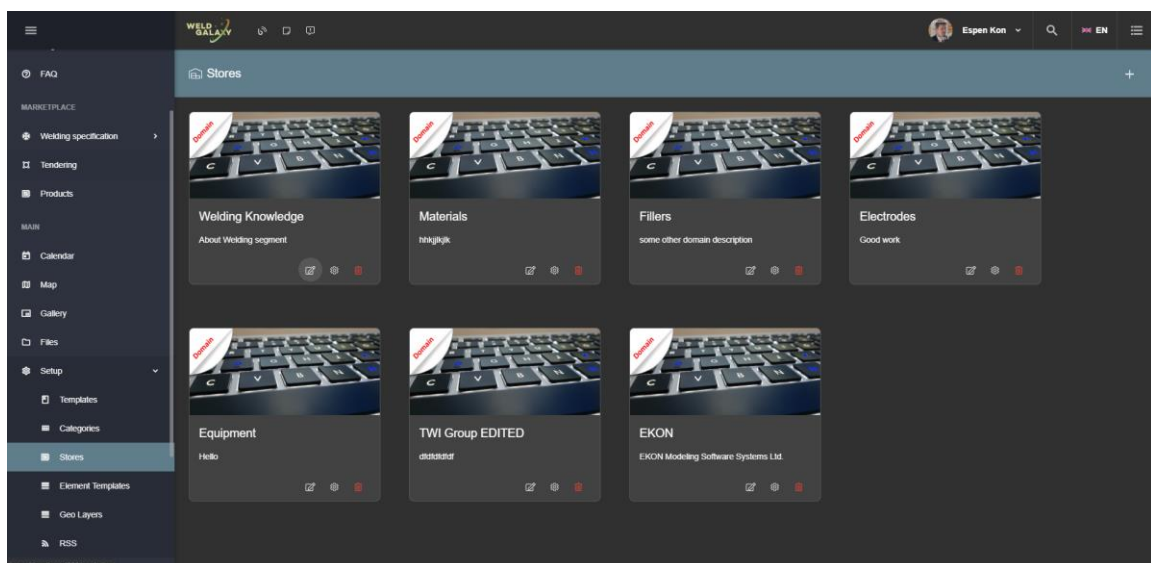 WELD
GALAXY
Espen Kon
EN
FAQ
MARKETPLACE
Welding specification
Tendering
Products
MAIN
Calendar
Map
Gallery
Files
Setup
Templates
Categories
Stores
Element Templates
Geo Layers
RSS
Stores
Domain
Welding Knowledge
About Welding segment
Domain
Materials
Domain
Fillers
some other domain description
Domain
Electrodes
Good work
Domain
Equipment
Hello
Domain
TWI Group EDITED
Domain
EKON
EKON Modeling Software Systems Ltd.